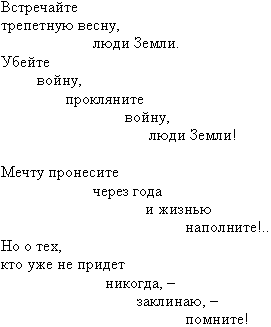 Встречайте
трепетную весну,
люди Земли.
Убейте
войну,
прокляните
войну,
люди Земли!

Мечту пронесите
через года
и жизнью
наполните!..
Но о тех,
кто уже не придет
никогда, –
заклинаю, –
помните!